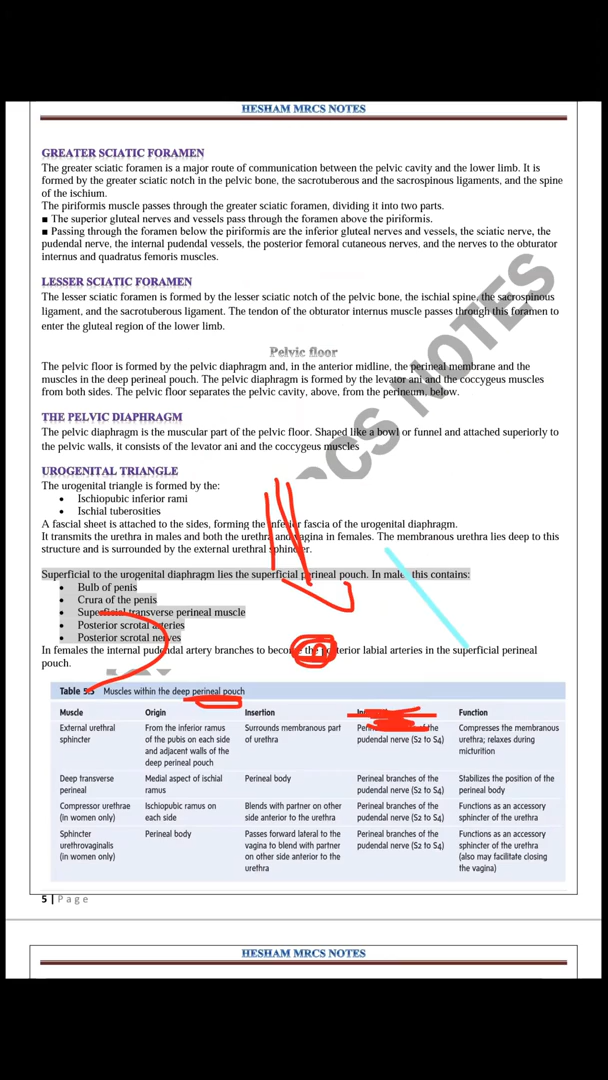 HESHAM MRCS NOTES
GREATER SCIATIC FORAMEN
The greater sciatic foramen is a major route of communication between the pelvic cavity and the lower limb. It is
formed by the greater sciatic notch in the pelvic bone, the sacrotuberous and the sacrospinous ligaments, and the spine
of the ischium.
The piriformis muscle passes through the greater sciatic foramen, dividing it into two parts.
■ The superior gluteal nerves and vessels pass through the foramen above the piriformis.
■ Passing through the foramen below the piriformis are the inferior gluteal nerves and vessels, the sciatic nerve, the
pudendal nerve, the internal pudendal vessels, the posterior femoral cutaneous nerves, and the nerves to the obturator
internus and quadratus femoris muscles.
LESSER SCIATIC FORAMEN
The lesser sciatic foramen is formed by the lesser sciatic notch of the pelvic bone, the ischial spine, the sacrospinous
ligament, and the sacrotuberous ligament. The tendon of the obturator internus muscle passes through this foramen to
enter the gluteal region of the lower limb.
Pelvic floor
The pelvic floor is formed by the pelvic diaphragm and, in the anterior midline, the perineal membrane and the
muscles in the deep perineal pouch. The pelvic diaphragm is formed by the levator ani and the coccygeus muscles
from both sides. The pelvic floor separates the pelvic cavity, above, from the perineum, below.
THE PELVIC DIAPHRAGM
The pelvic diaphragm is the muscular part of the pelvic floor. Shaped like a bowl or funnel and attached superiorly to
the pelvic walls, it consists of the levator ani and the coccygeus muscles
RCS NOTES
UROGENITAL TRIANGLE
The urogenital triangle is formed by the:
• Ischiopubic inferior rami
• Ischial tuberosities
A fascial sheet is attached to the sides, forming the inferior fascia of the urogenital diaphragm.
It transmits the urethra in males and both the urethra and vagina in females. The membranous urethra lies deep to this
structure and is surrounded by the external urethral sphincter.
Superficial to the urogenital diaphragm lies the superficial perineal pouch. In males this contains:
• Bulb of penis
• Crura of the penis
• Superficial transverse perineal muscle
• Posterior scrotal arteries
• Posterior scrotal nerves
In females the internal pudendal artery branches to become the posterior labial arteries in the superficial perineal
pouch.
Table 5.3 Muscles within the deep perineal pouch
Muscle Origin Insertion Function
External urethral sphincter From the inferior ramus of the pubis on each side and adjacent walls of the deep perineal pouch Surrounds membranous part of urethra of the pudendal nerve (S2 to S4) Compresses the membranous urethra; relaxes during micturition
Deep transverse perineal Medial aspect of ischial ramus Perineal body Perineal branches of the pudendal nerve (S2 to S4) Stabilizes the position of the perineal body
Compressor urethrae (in women only) Ischiopubic ramus on each side Blends with partner on other side anterior to the urethra Perineal branches of the pudendal nerve (S2 to S4) Functions as an accessory sphincter of the urethra
Sphincter urethrovaginalis (in women only) Perineal body Passes forward lateral to the vagina to blend with partner on other side anterior to the urethra Perineal branches of the pudendal nerve (S2 to S4) Functions as an accessory sphincter of the urethra (also may facilitate closing the vagina)
5 | Page
HESHAM MRCS NOTES